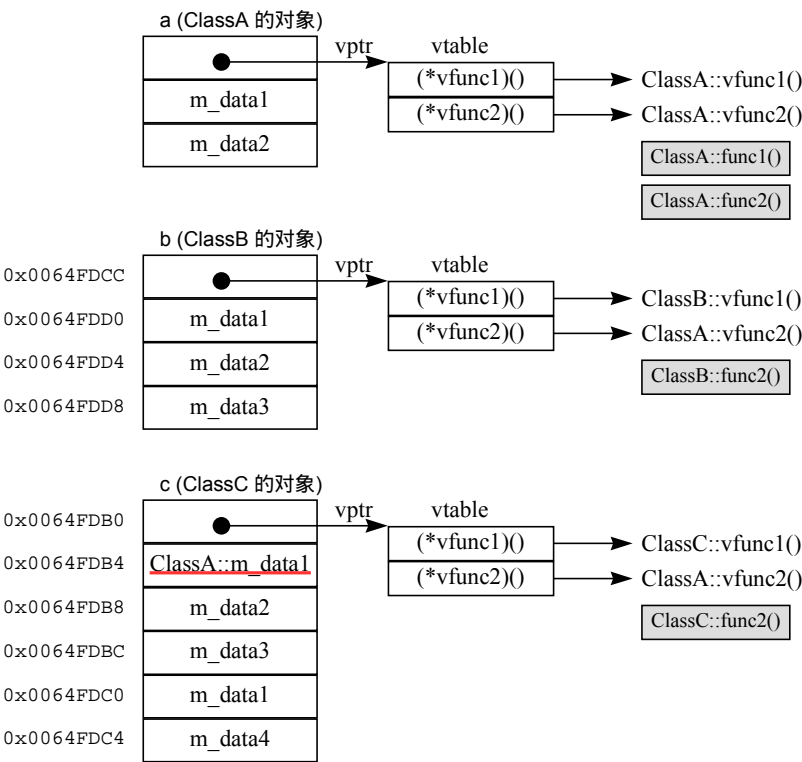 a (ClassA 的对象)
vptr
vtable
(*vfunc1)()
ClassA::vfunc1()
m_data1
(*vfunc2)()
ClassA::vfunc2()
m_data2
ClassA::func1()
ClassA::func2()
b (ClassB 的对象)
0x0064FDCC
vptr
vtable
(*vfunc1)()
ClassB::vfunc1()
0x0064FDD0
m_data1
(*vfunc2)()
ClassA::vfunc2()
0x0064FDD4
m_data2
ClassB::func2()
0x0064FDD8
m_data3
c (ClassC 的对象)
0x0064FDB0
vptr
vtable
(*vfunc1)()
ClassC::vfunc1()
0x0064FDB4
ClassA::m_data1
(*vfunc2)()
ClassA::vfunc2()
0x0064FDB8
m_data2
ClassC::func2()
0x0064FDBC
m_data3
0x0064FDC0
m_data1
0x0064FDC4
m_data4